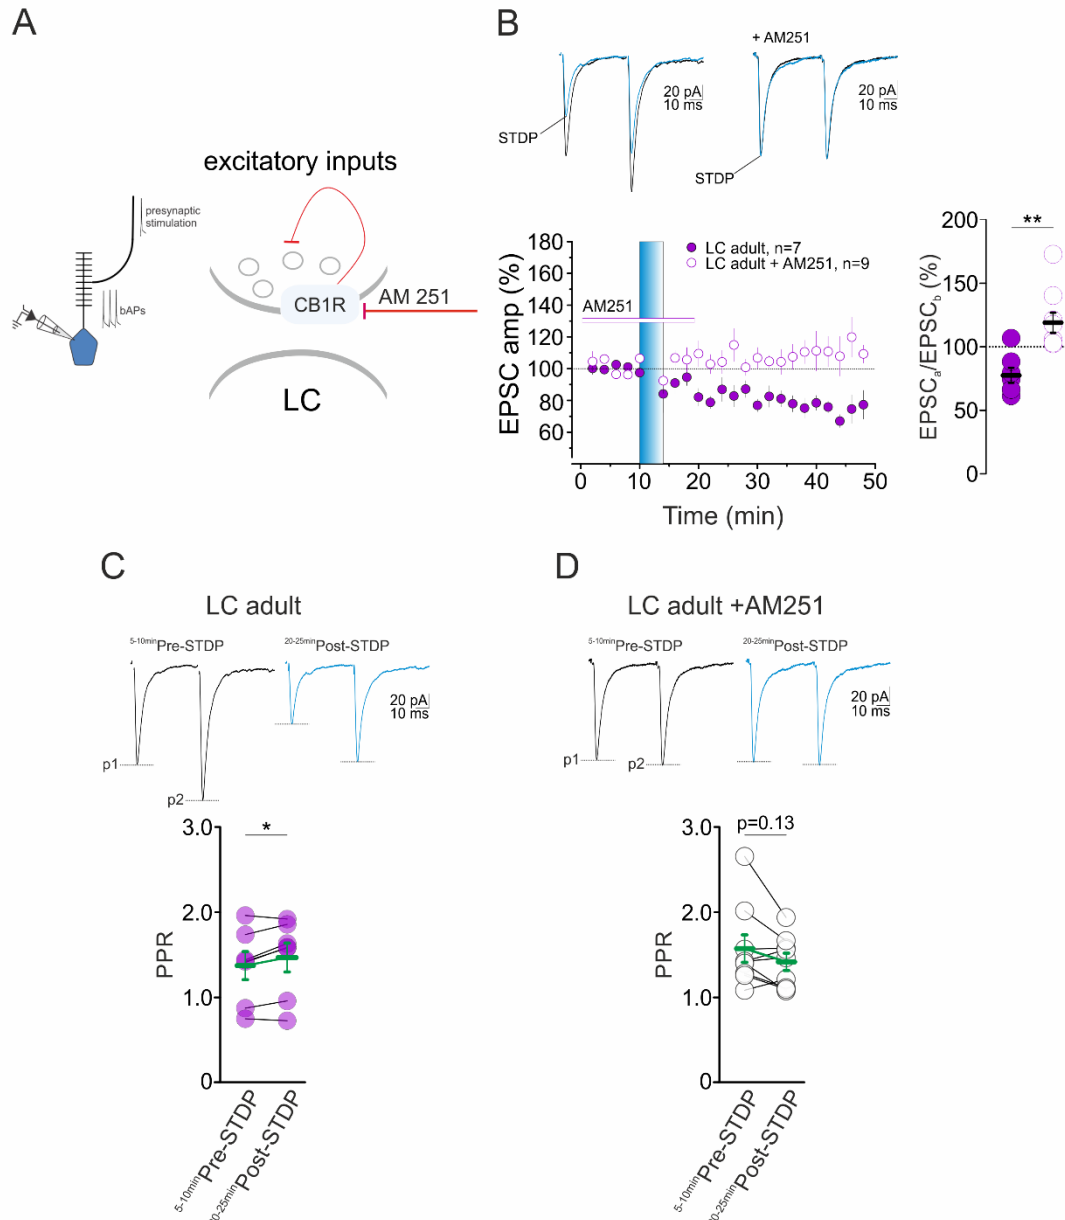 A
presynaptic
stimulation
bAPs
excitatory inputs
CB1R
AM 251
LC
B
+ AM251
20 pA
10 ms
STDP
20 pA
10 ms
STDP
LC adult, n=7
LC adult + AM251, n=9
AM251
EPSC amp (%)
180
160
140
120
100
80
60
0
10
20
30
40
50
Time (min)
**
EPSCa/EPSCb (%)
200
150
100
50
0
C
LC adult
5-10minPre-STDP
20-25minPost-STDP
20 pA
10 ms
p1
p2
*
PPR
3.0
2.0
1.0
0
5-10minPre-STDP
20-25minPost-STDP
D
LC adult +AM251
5-10minPre-STDP
20-25minPost-STDP
20 pA
10 ms
p1
p2
p=0.13
PPR
3.0
2.0
1.0
0
5-10minPre-STDP
20-25minPost-STDP